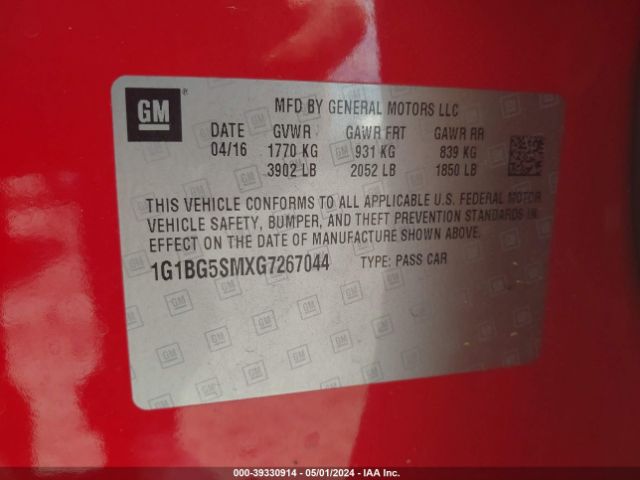 GM ® MFD BY GENERAL MOTORS LLC
DATE GVWR GAWR FRT GAWR RR
04/16 1770 KG 931 KG 839 KG
3902 LB 2052 LB 1850 LB
THIS VEHICLE CONFORMS TO ALL APPLICABLE U.S. FEDERAL MOTOR
VEHICLE SAFETY, BUMPER, AND THEFT PREVENTION STANDARDS IN
EFFECT ON THE DATE OF MANUFACTURE SHOWN ABOVE.
1G1BG5SMXG7267044 TYPE: PASS CAR
000-39330914 - 05/01/2024 - IAA Inc.